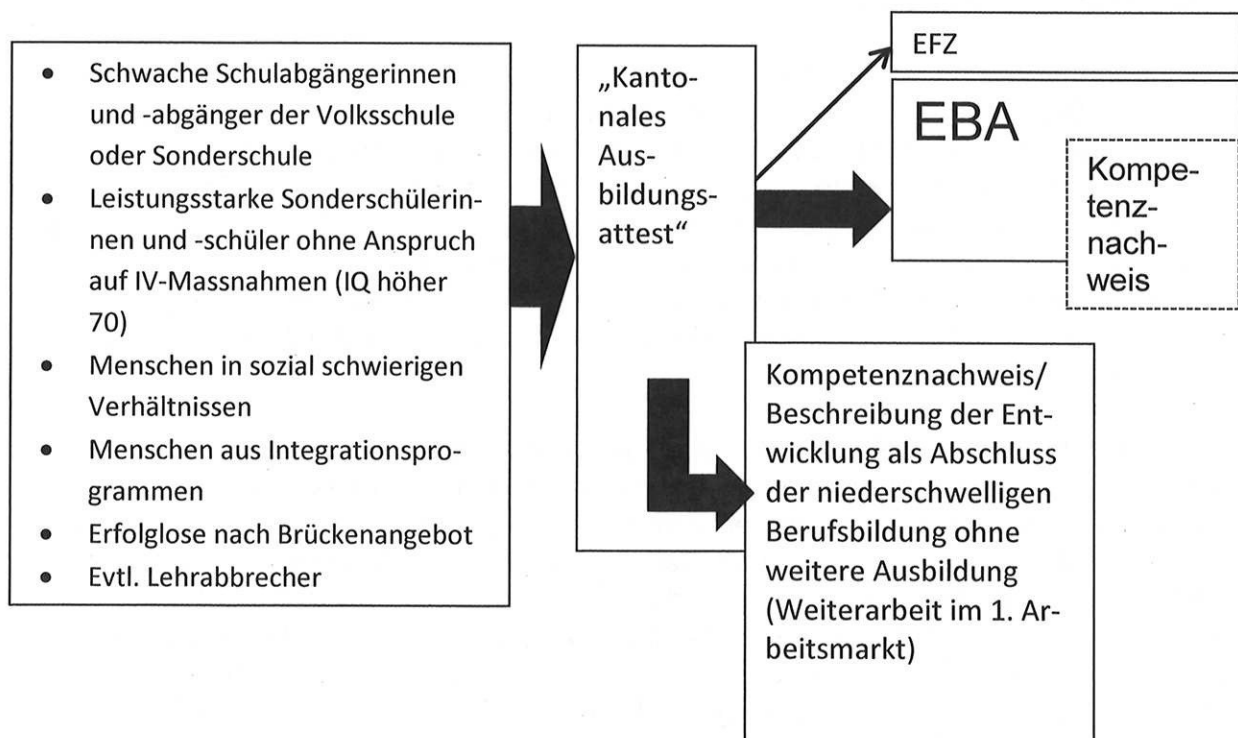 • Schwache Schulabgängerinnen
und -abgänger der Volksschule
oder Sonderschule
• Leistungsstarke Sonderschülerin-
nen und -schüler ohne Anspruch
auf IV-Massnahmen (IQ höher
70)
• Menschen in sozial schwierigen
Verhältnissen
• Menschen aus Integrationspro-
grammen
• Erfolglose nach Brückenangebot
• Evtl. Lehrabbrecher
„Kanto-
nales
Aus-
bildungs-
attest“
EFZ
EBA
Kompe-
tenz-
nach-
weis
Kompetenznachweis/
Beschreibung der Ent-
wicklung als Abschluss
der niederschwelligen
Berufsbildung ohne
weitere Ausbildung
(Weiterarbeit im 1. Ar-
beitsmarkt)